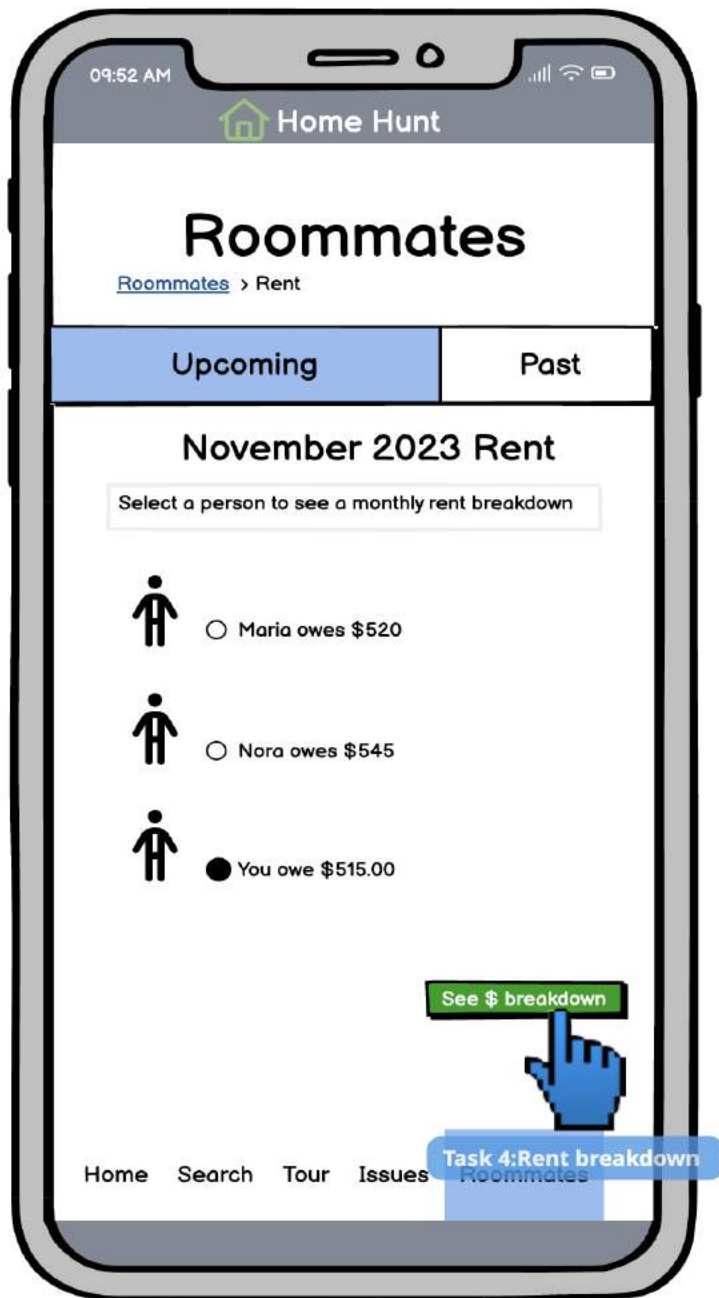 09:52 AM
Home Hunt
Roommates
Roommates > Rent
Upcoming Past
November 2023 Rent
Select a person to see a monthly rent breakdown
Maria owes $520
Nora owes $545
You owe $515.00
See $ breakdown
Task 4:Rent breakdown
Home Search Tour Issues Roommates